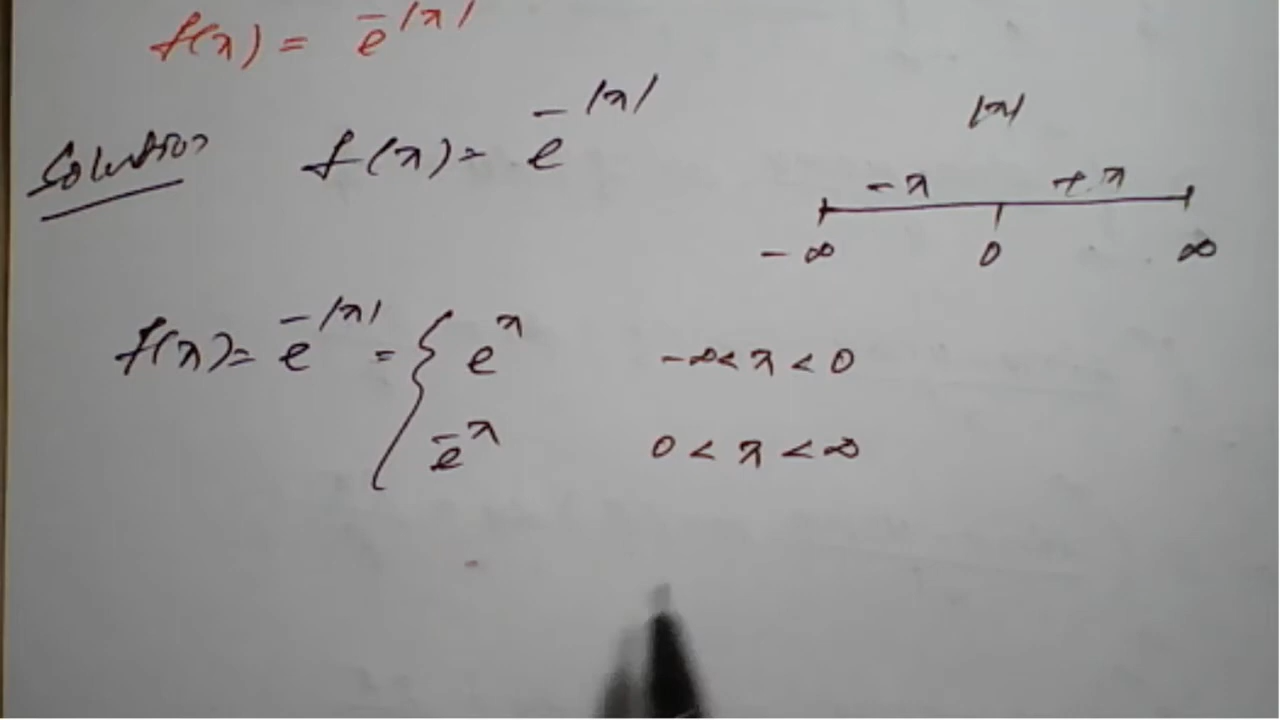 f(x) = e^-|x|
Solution f(x) = e^-|x|
|x|
-x +x
-∞ 0 ∞
f(x) = e^-|x| = { e^x -∞ < x < 0
e^-x 0 < x < ∞